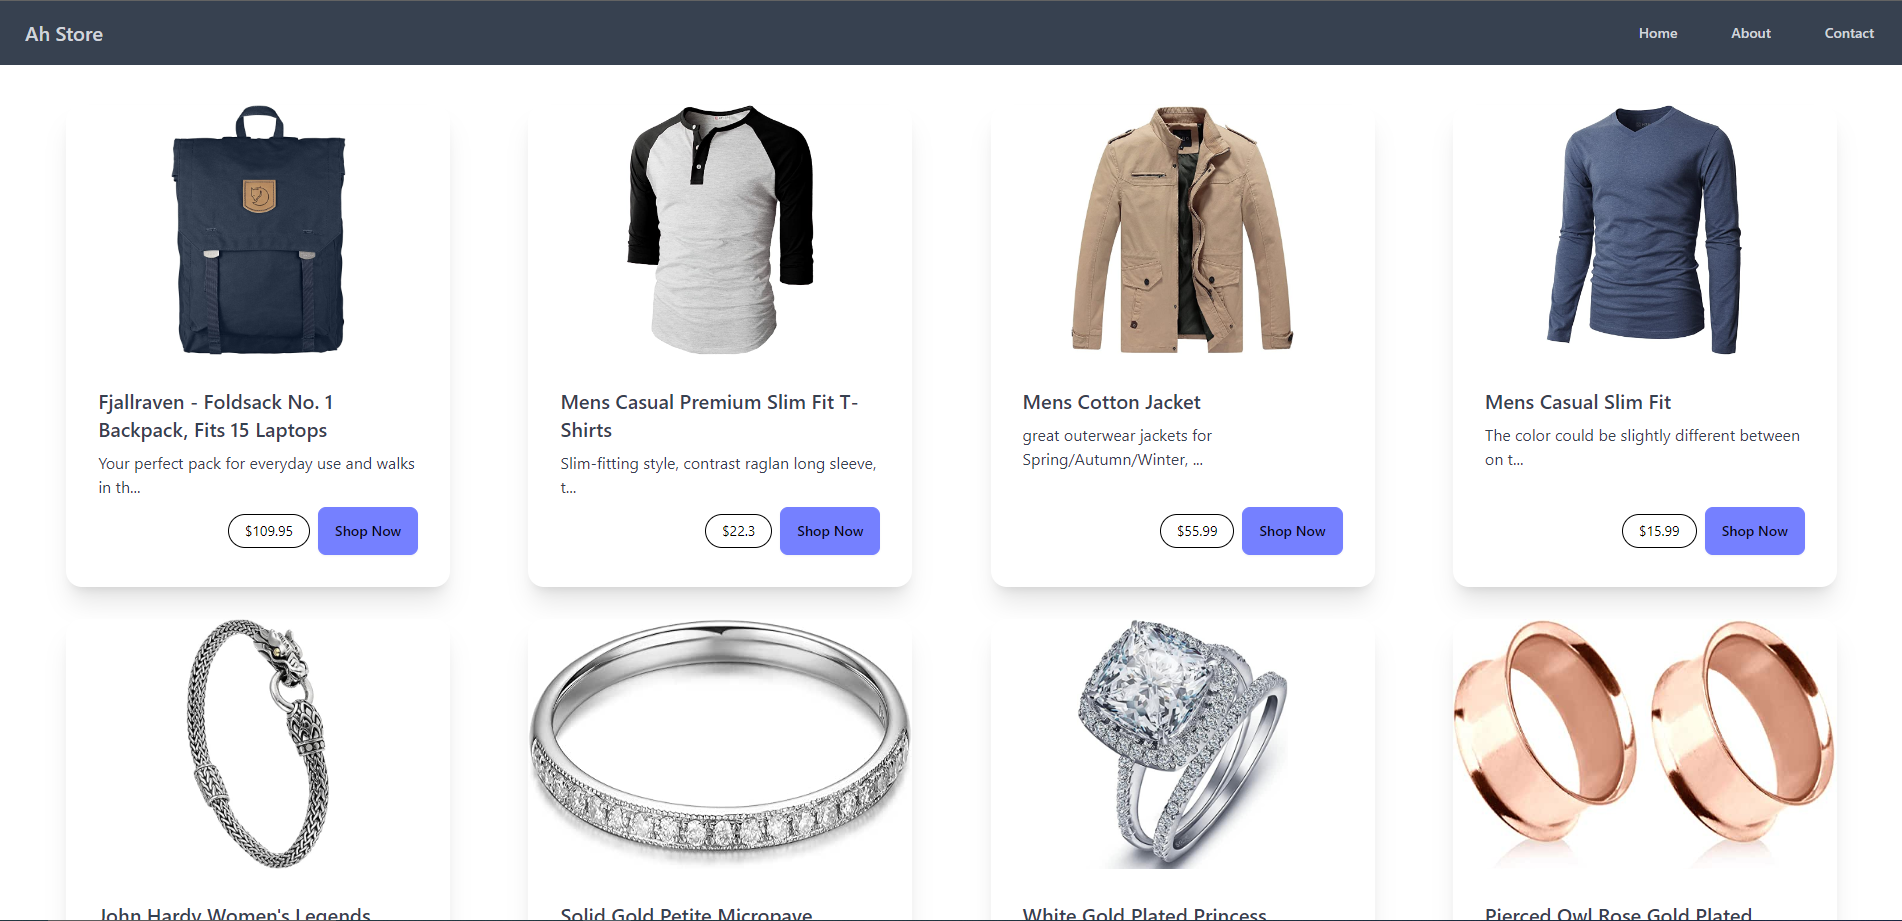 Ah Store
Home
About
Contact
Fjallraven - Foldsack No. 1
Backpack, Fits 15 Laptops
Your perfect pack for everyday use and walks
in th...
$109.95
Shop Now
Mens Casual Premium Slim Fit T-
Shirts
Slim-fitting style, contrast raglan long sleeve,
t...
$22.3
Shop Now
Mens Cotton Jacket
great outerwear jackets for
Spring/Autumn/Winter, ...
$55.99
Shop Now
Mens Casual Slim Fit
The color could be slightly different between
on t...
$15.99
Shop Now
John Hardy Women's Legends
Solid Gold Petite Micropave
White Gold Plated Princess
Pierced Owl Rose Gold Plated